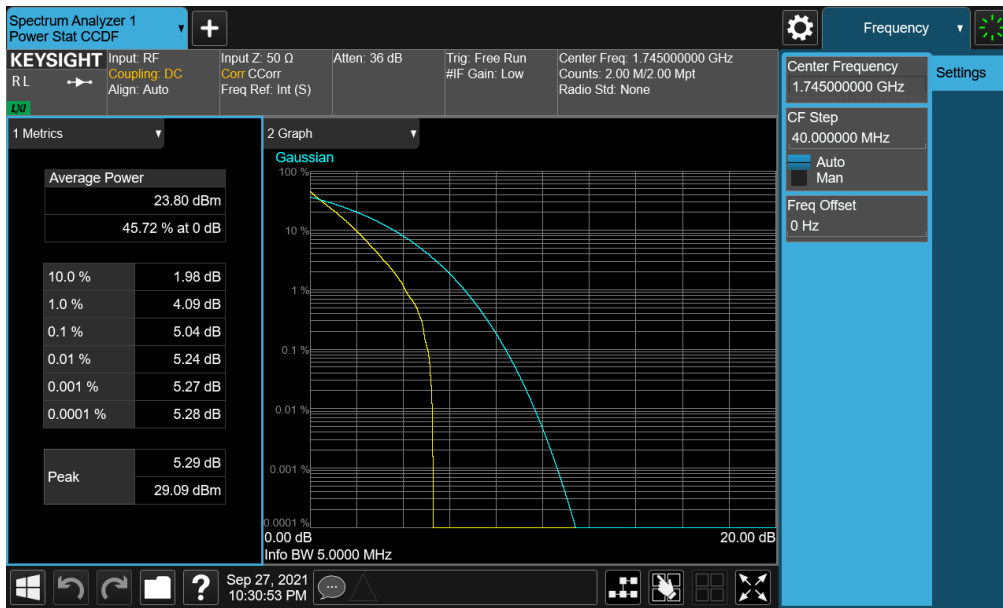 Spectrum Analyzer 1
Power Stat CCDF
Frequency
KEYSIGHT
R L
LXI
Input: RF
Coupling: DC
Align: Auto
Input Z: 50 Ω
Corr CCorr
Freq Ref: Int (S)
Atten: 36 dB
Trig: Free Run
#IF Gain: Low
Center Freq: 1.745000000 GHz
Counts: 2.00 M/2.00 Mpt
Radio Std: None
Center Frequency
1.745000000 GHz
Settings
CF Step
40.000000 MHz
Auto
Man
Freq Offset
0 Hz
1 Metrics
Average Power
23.80 dBm
45.72 % at 0 dB
10.0 % 1.98 dB
1.0 % 4.09 dB
0.1 % 5.04 dB
0.01 % 5.24 dB
0.001 % 5.27 dB
0.0001 % 5.28 dB
Peak
5.29 dB
29.09 dBm
2 Graph
Gaussian
100 %
10 %
1 %
0.1 %
0.01 %
0.001 %
0.0001 %
0.00 dB 20.00 dB
Info BW 5.0000 MHz
?
Sep 27, 2021
10:30:53 PM